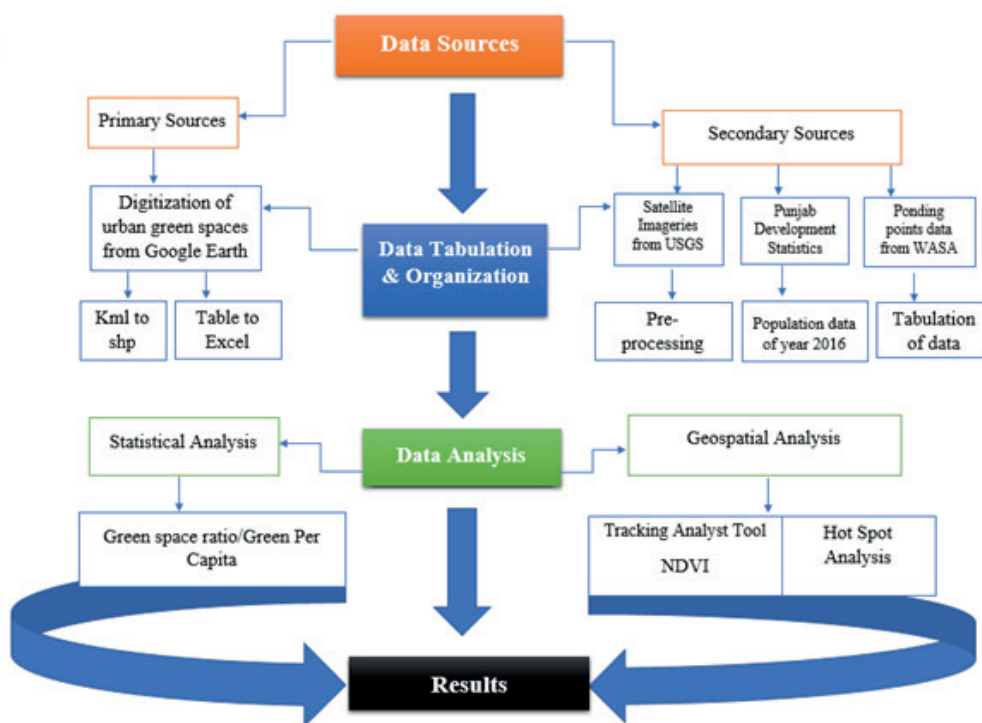 Data Sources
Primary Sources
Secondary Sources
Digitization of
urban green spaces
from Google Earth
Data Tabulation
& Organization
Satellite
Imageries
from USGS
Punjab
Development
Statistics
Ponding
points data
from WASA
Kml to
shp
Table to
Excel
Pre-
processing
Population data
of year 2016
Tabulation
of data
Statistical Analysis
Data Analysis
Geospatial Analysis
Green space ratio/Green Per
Capita
Tracking Analyst Tool
NDVI
Hot Spot
Analysis
Results